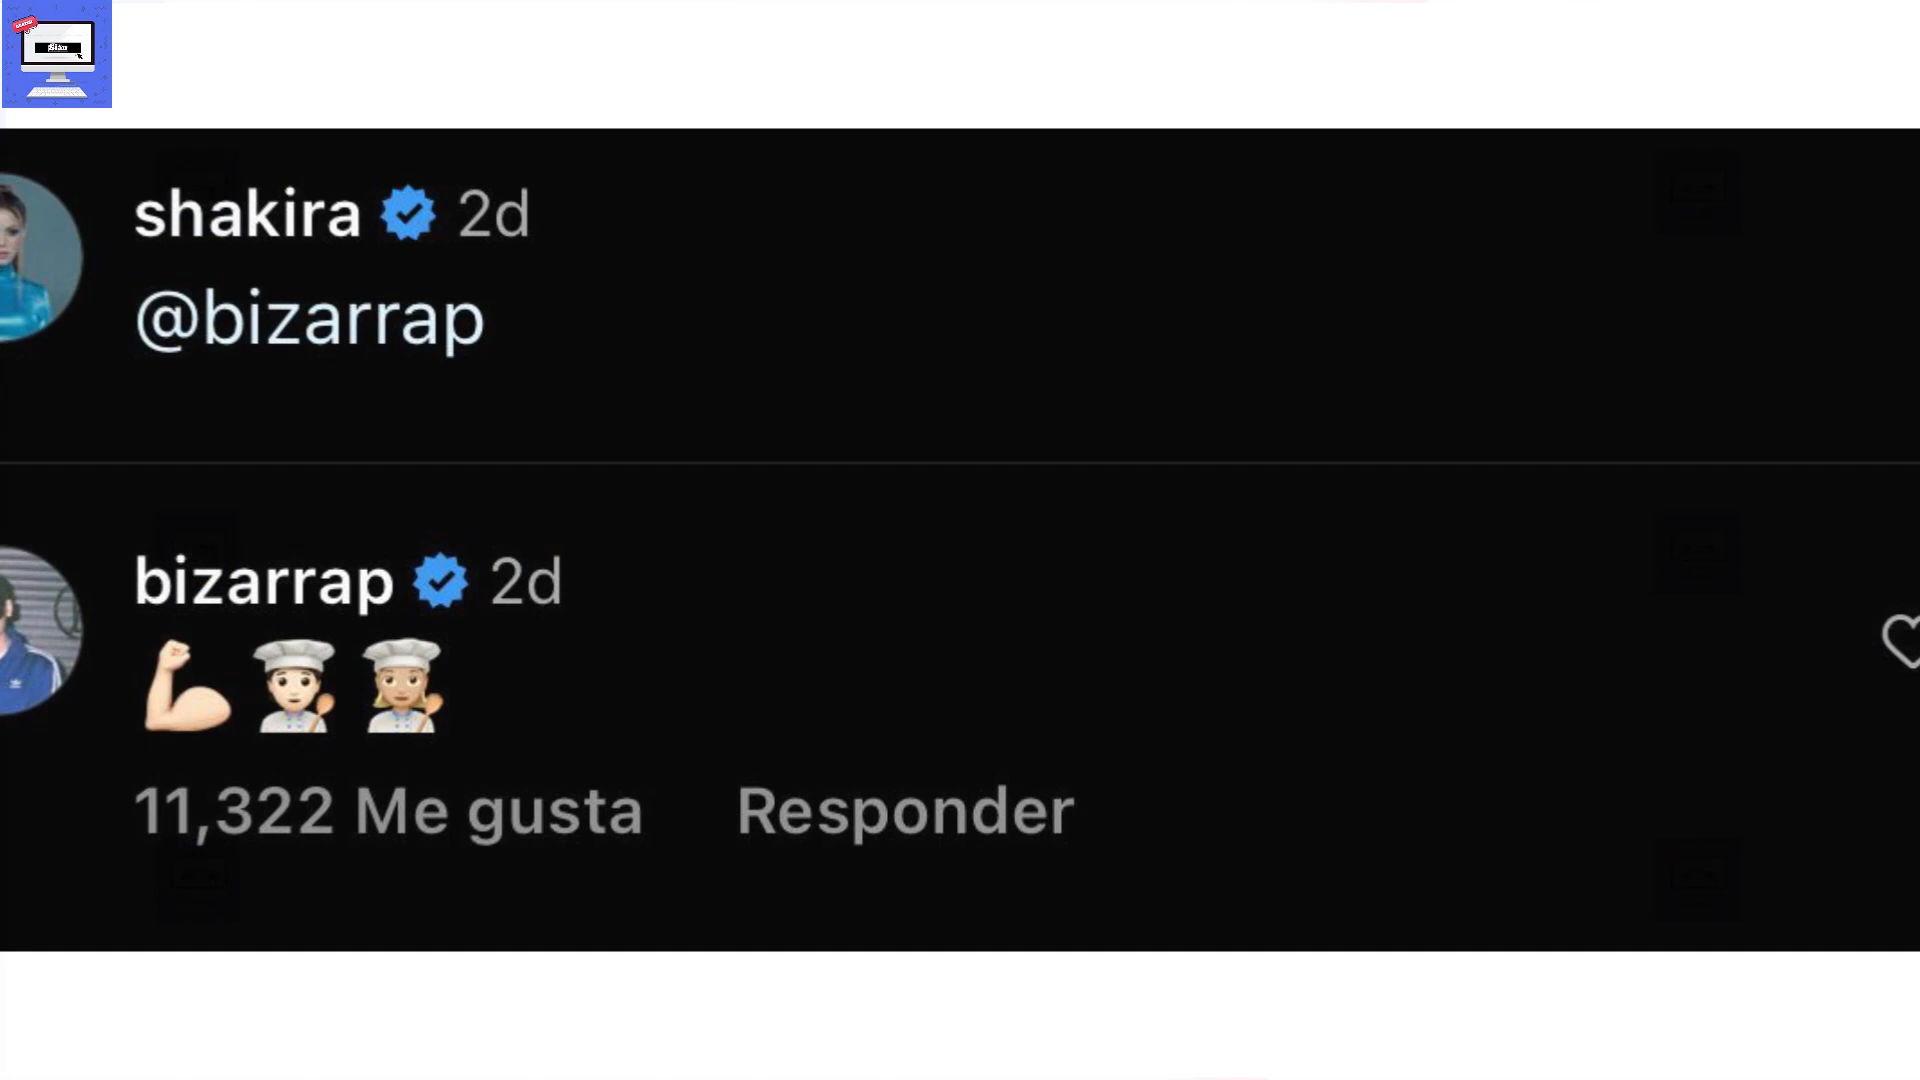 shakira 2d
@bizarrap
bizarrap 2d
💪🏻 👨🏻‍🍳 👩🏼‍🍳
11,322 Me gusta Responder